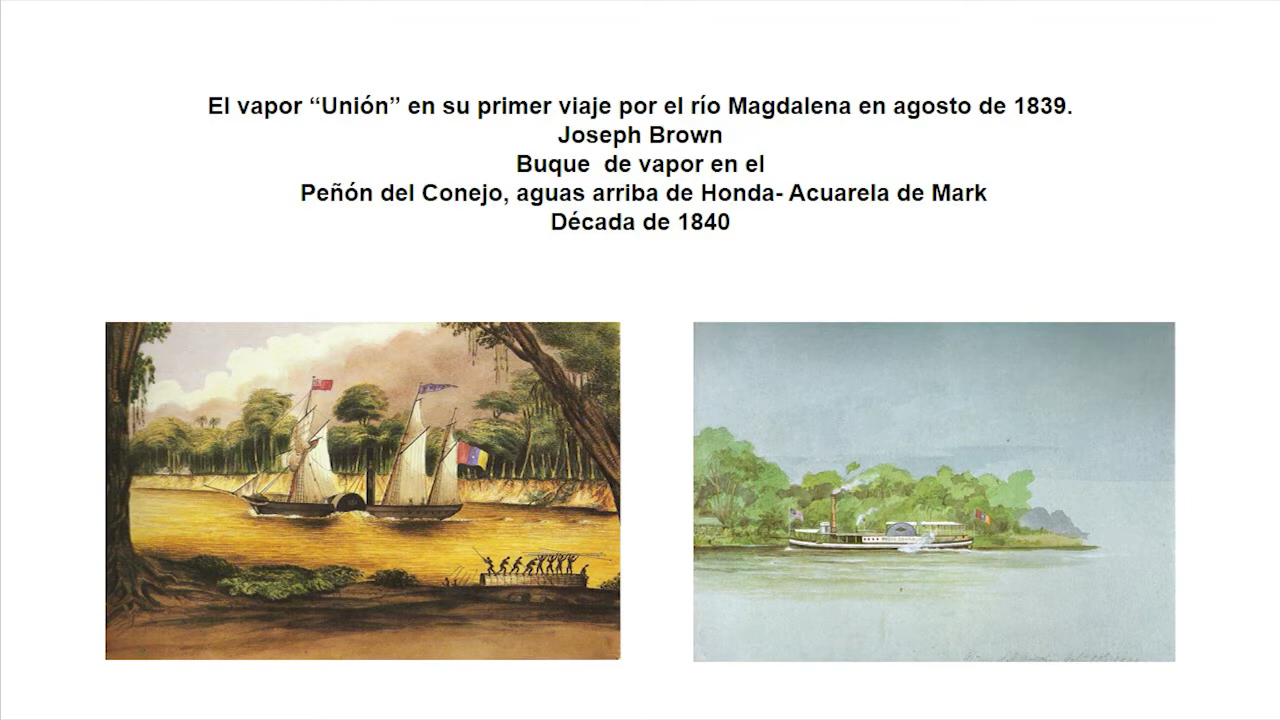 El vapor “Unión” en su primer viaje por el río Magdalena en agosto de 1839.
Joseph Brown
Buque  de vapor en el
Peñón del Conejo, aguas arriba de Honda- Acuarela de Mark
Década de 1840